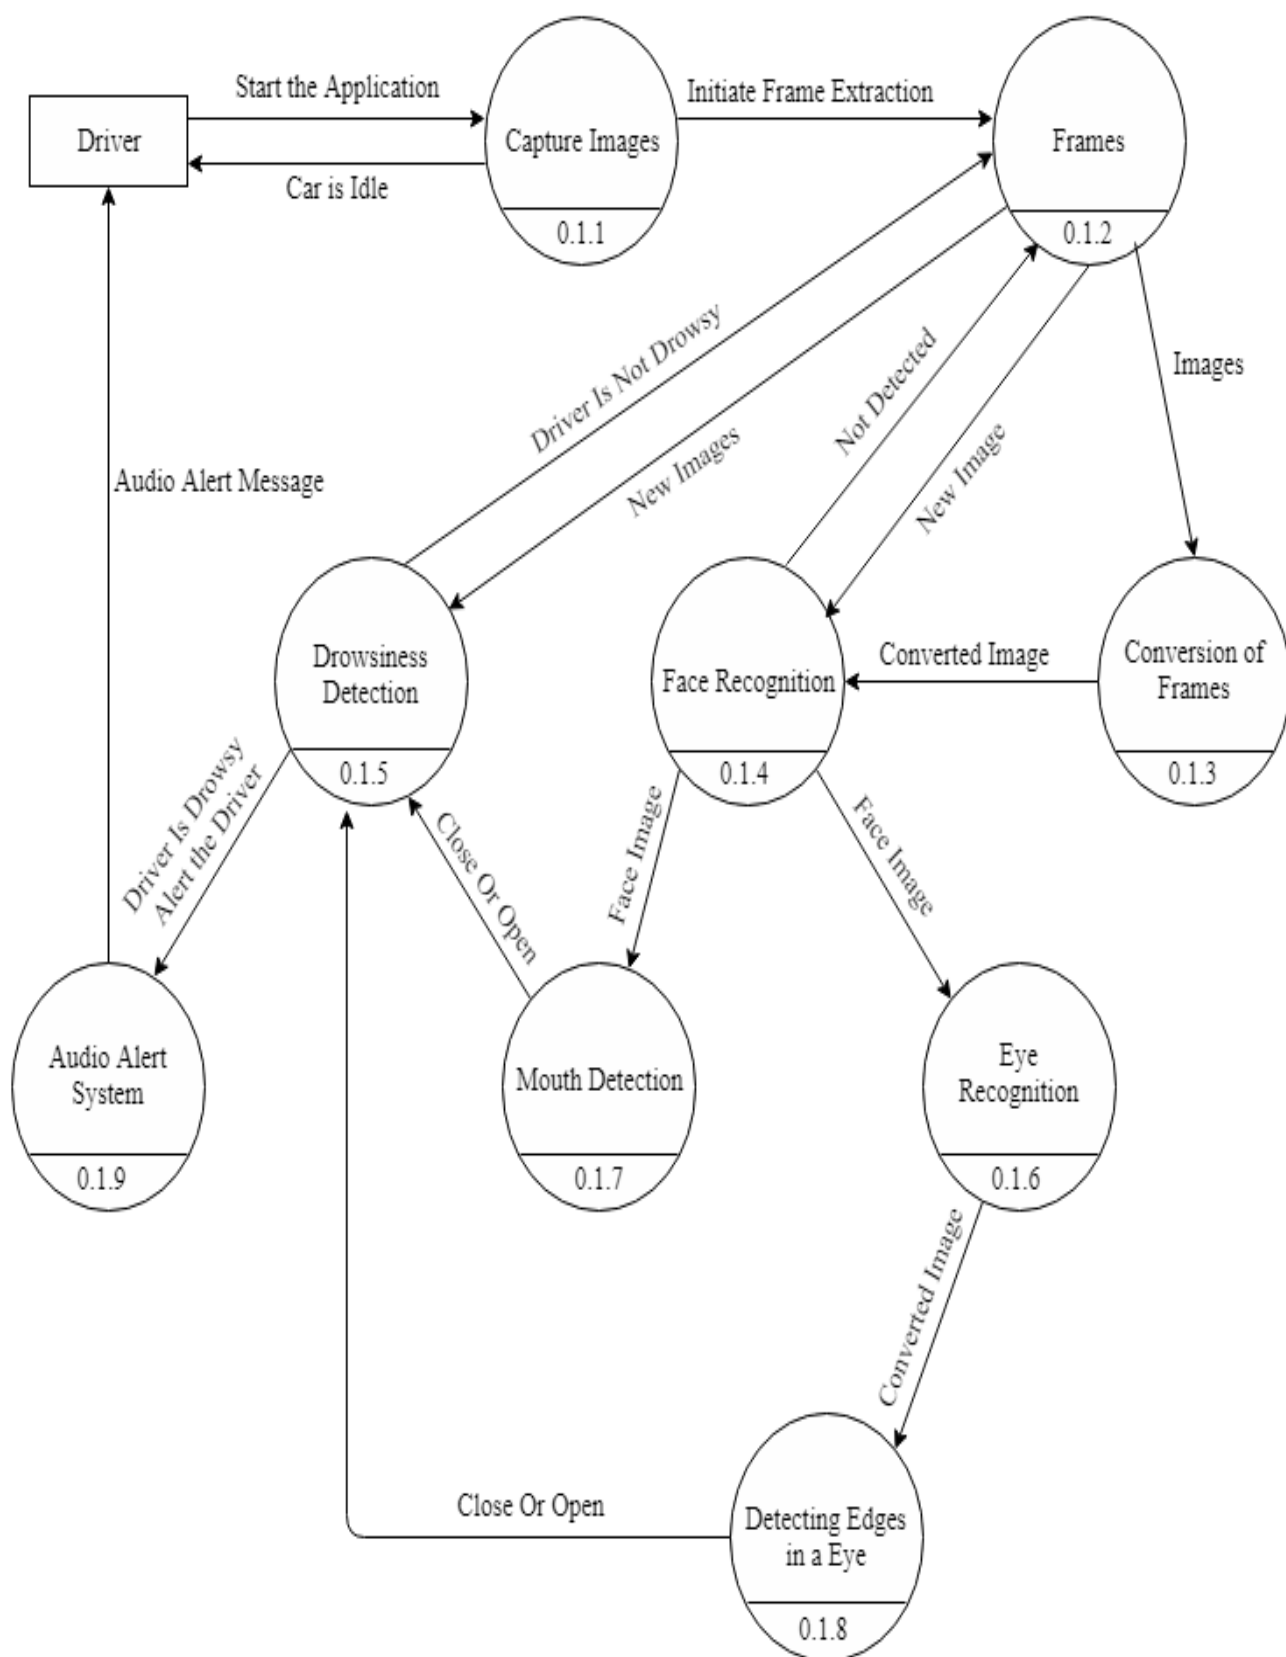 Start the Application
Initiate Frame Extraction
Driver
Capture Images
Frames
Car is Idle
0.1.1
0.1.2
Driver Is Not Drowsy
New Images
Not Detected
New Image
Images
Audio Alert Message
Drowsiness
Detection
0.1.5
Face Recognition
0.1.4
Converted Image
Conversion of
Frames
0.1.3
Driver Is Drowsy
Alert the Driver
Close Or Open
Face Image
Face Image
Audio Alert
System
0.1.9
Mouth Detection
0.1.7
Eye
Recognition
0.1.6
Converted Image
Close Or Open
Detecting Edges
in a Eye
0.1.8